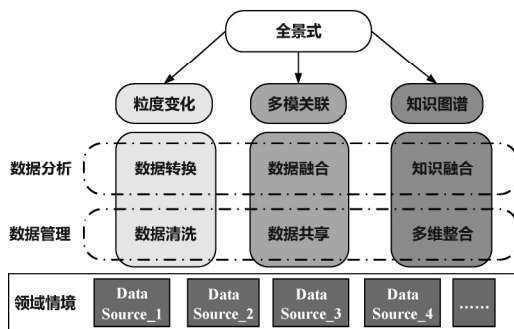 全景式
粒度变化 多模关联 知识图谱
数据分析 数据转换 数据融合 知识融合
数据管理 数据清洗 数据共享 多维整合
领域情境 Data Source_1 Data Source_2 Data Source_3 Data Source_4 ……